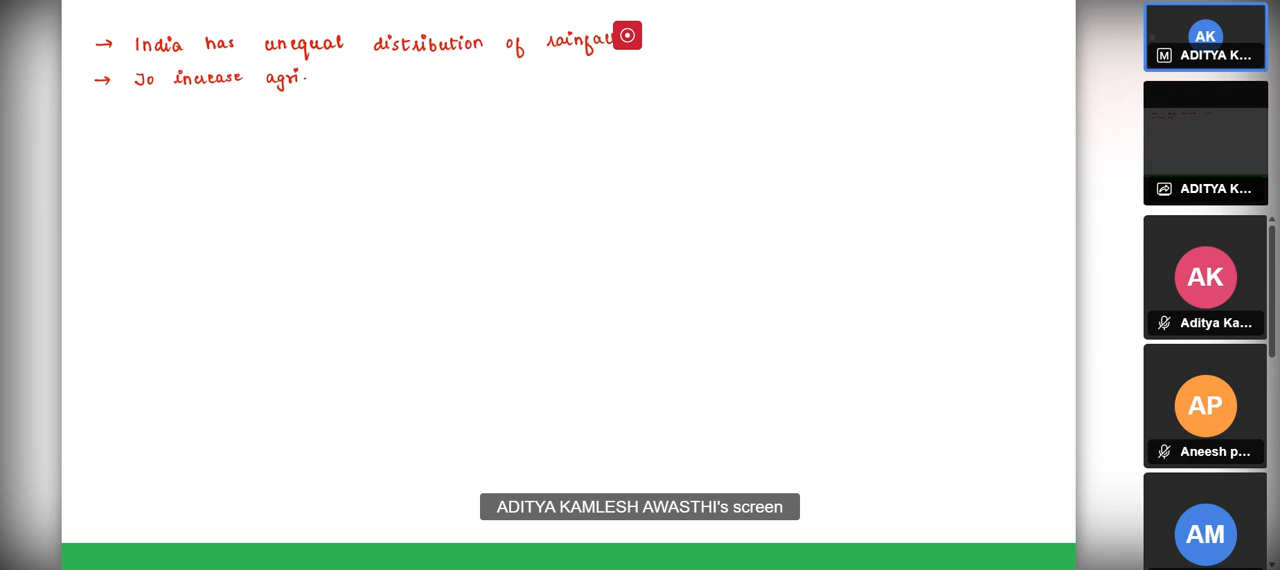 → India has unequal distribution of rainfall
→ To increase agri.
ADITYA KAMLESH AWASTHI's screen
AK
M ADITYA K...
ADITYA K...
AK
Aditya Ka...
AP
Aneesh p...
AM